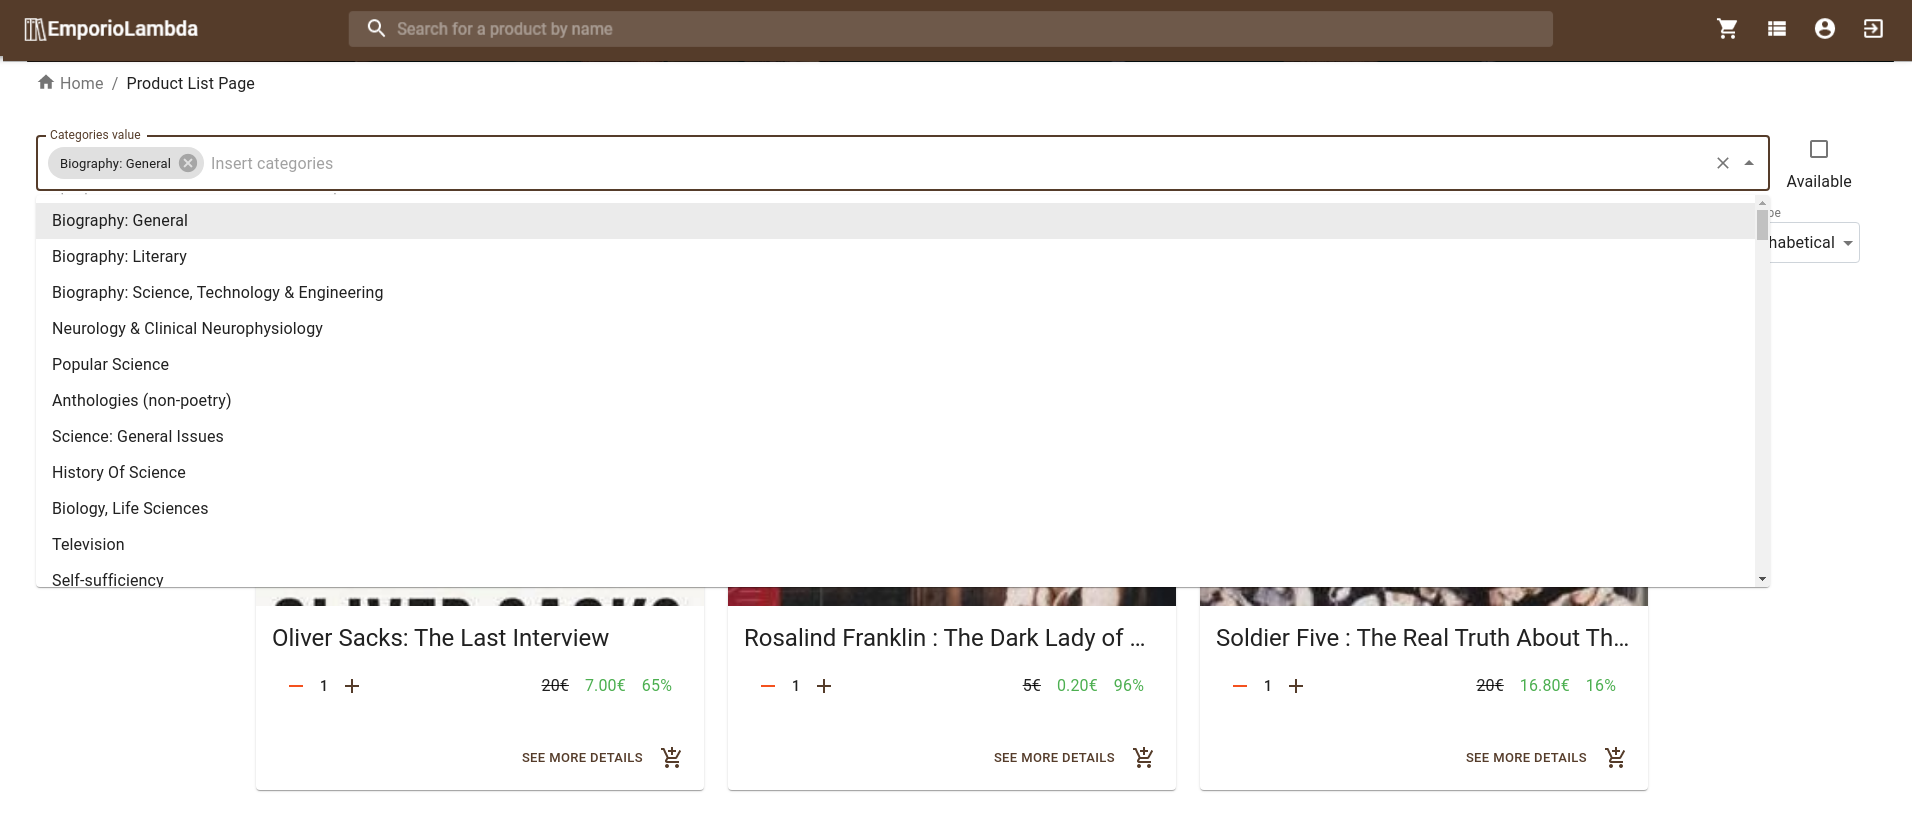 EmporioLambda
Search for a product by name
Home / Product List Page
Categories value
Biography: General
Insert categories
Available
Biography: General
Biography: Literary
Biography: Science, Technology & Engineering
Neurology & Clinical Neurophysiology
Popular Science
Anthologies (non-poetry)
Science: General Issues
History Of Science
Biology, Life Sciences
Television
Self-sufficiency
pe
habetical
OLIVER SACKS
Oliver Sacks: The Last Interview
1 20€ 7.00€ 65%
SEE MORE DETAILS
Rosalind Franklin : The Dark Lady of ...
1 5€ 0.20€ 96%
SEE MORE DETAILS
Soldier Five : The Real Truth About Th...
1 20€ 16.80€ 16%
SEE MORE DETAILS